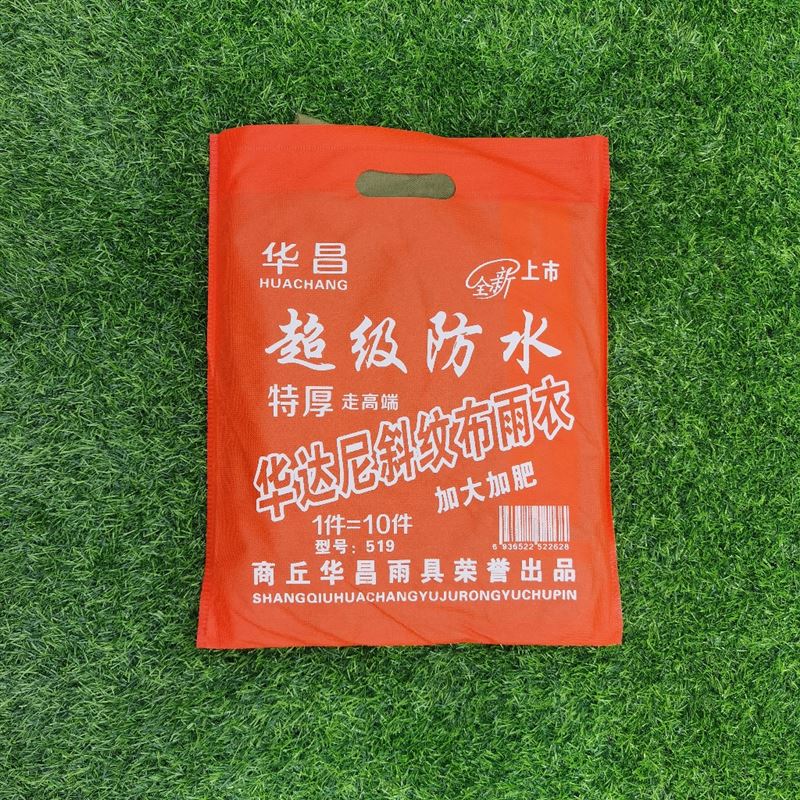 华昌
HUACHANG
全新上市
超级防水
特厚 走高端
华达尼斜纹布雨衣
加大加肥
1件=10件
型号：519
6 936522 522628
商丘华昌雨具荣誉出品
SHANGQIUHUACHANGYUJURONGYUCHUPIN